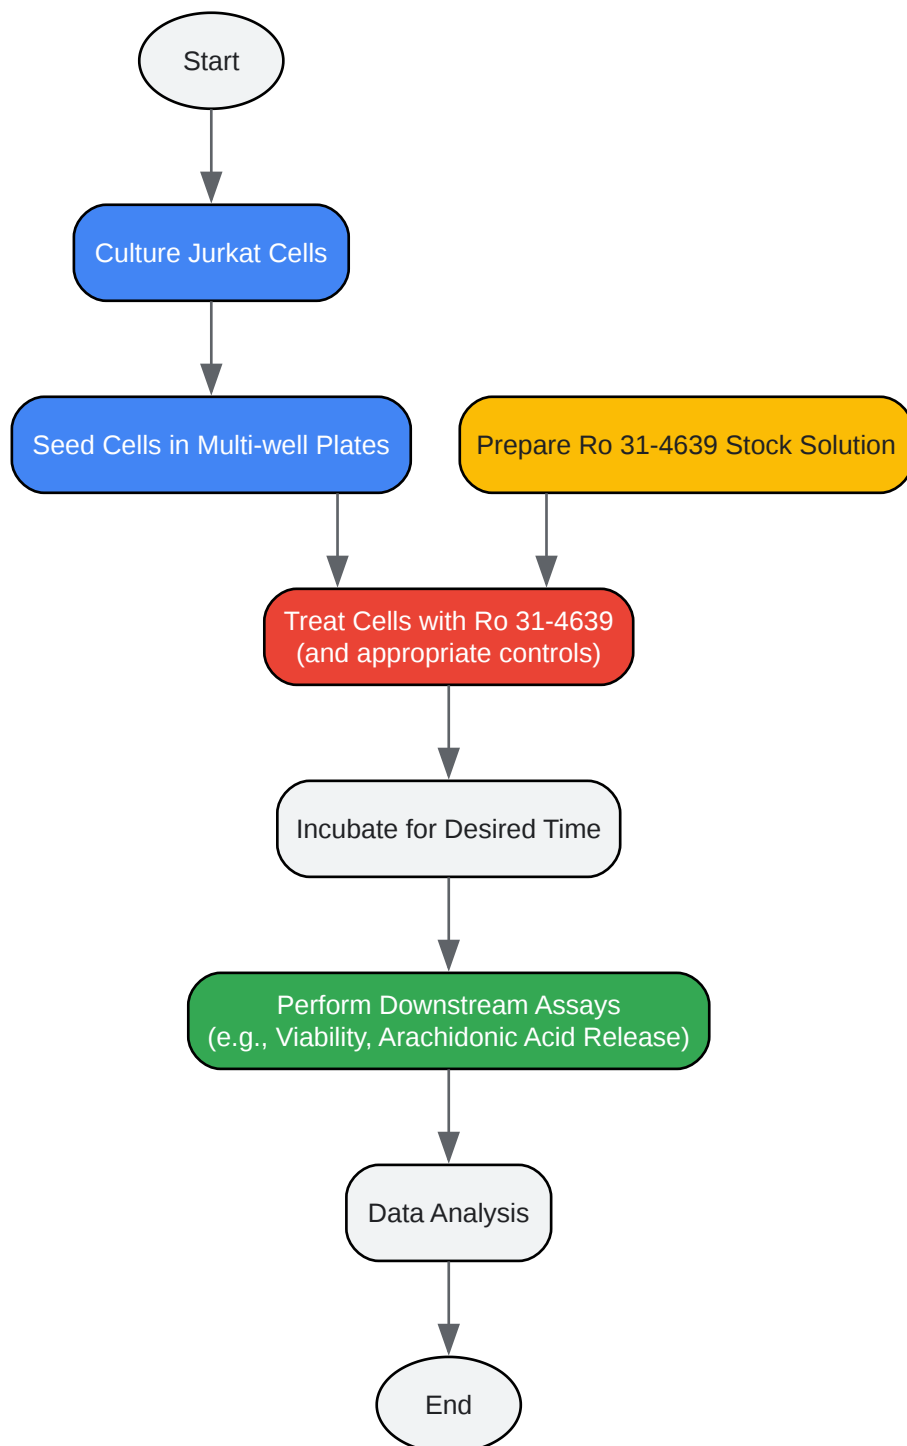 Start
Culture Jurkat Cells
Seed Cells in Multi-well Plates
Prepare Ro 31-4639 Stock Solution
Treat Cells with Ro 31-4639
(and appropriate controls)
Incubate for Desired Time
Perform Downstream Assays
(e.g., Viability, Arachidonic Acid Release)
Data Analysis
End